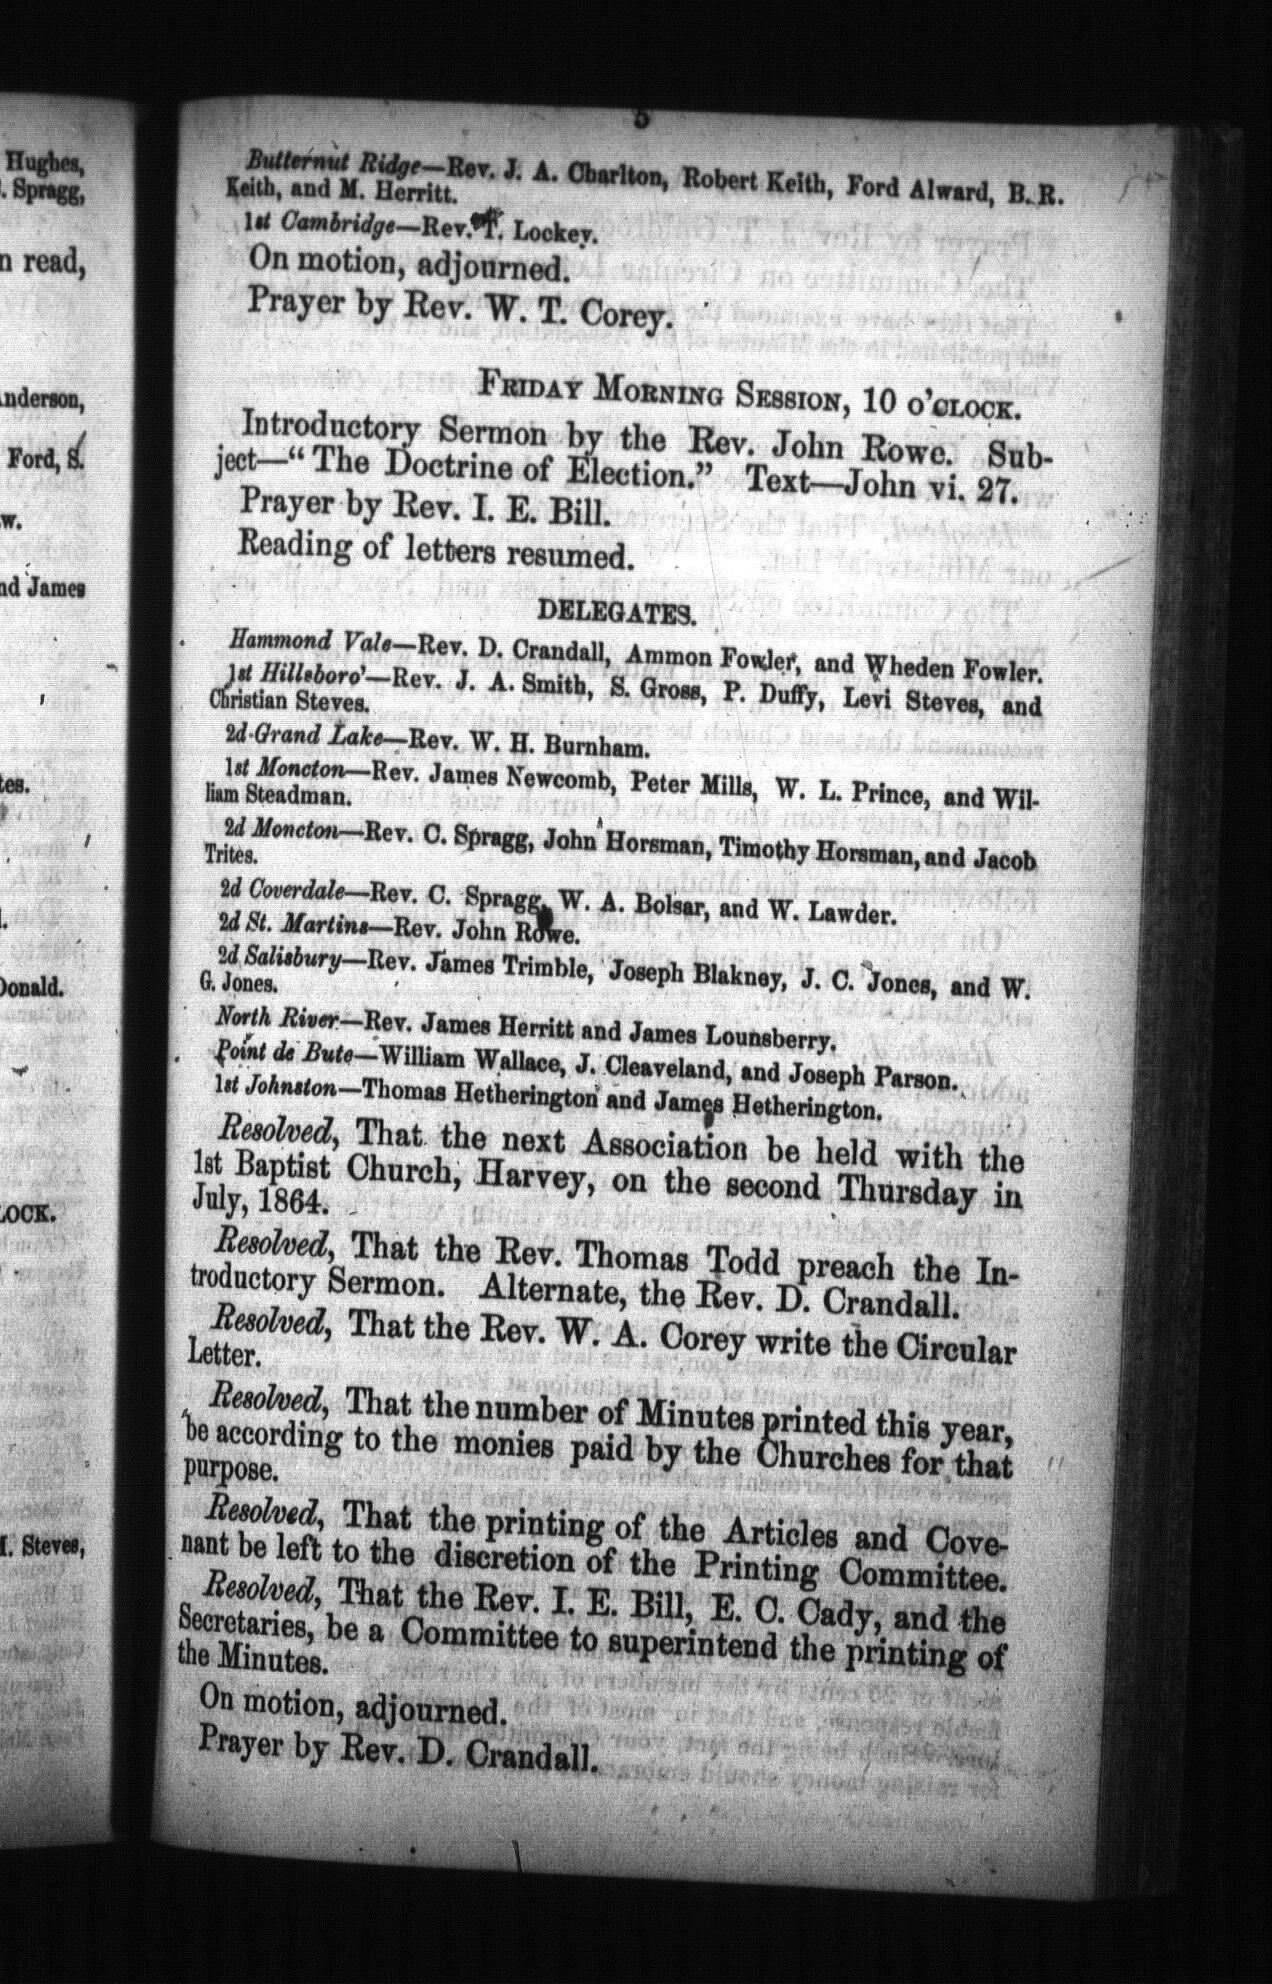 5
Butternut Ridge—Rev. J. A. Charlton, Robert Keith, Ford Alward, B. R.
Keith, and M. Herritt.
1st Cambridge—Rev. T. Lockey.
On motion, adjourned.
Prayer by Rev. W. T. Corey.
Friday Morning Session, 10 o'clock.
Introductory Sermon by the Rev. John Rowe. Sub-
ject—"The Doctrine of Election." Text—John vi. 27.
Prayer by Rev. I. E. Bill.
Reading of letters resumed.
DELEGATES.
Hammond Vale—Rev. D. Crandall, Ammon Fowler, and Wheden Fowler.
1st Hillsboro'—Rev. J. A. Smith, S. Gross, P. Duffy, Levi Steves, and
Christian Steves.
2d Grand Lake—Rev. W. H. Burnham.
1st Moncton—Rev. James Newcomb, Peter Mills, W. L. Prince, and Wil-
liam Steadman.
2d Moncton—Rev. C. Spragg, John Horsman, Timothy Horsman, and Jacob
Trites.
2d Coverdale—Rev. C. Spragg, W. A. Bolsar, and W. Lawder.
2d St. Martins—Rev. John Rowe.
2d Salisbury—Rev. James Trimble, Joseph Blakney, J. C. Jones, and W.
G. Jones.
North River—Rev. James Herritt and James Lounsberry.
Point de Bute—William Wallace, J. Cleaveland, and Joseph Parson.
1st Johnston—Thomas Hetherington and James Hetherington.
Resolved, That the next Association be held with the
1st Baptist Church, Harvey, on the second Thursday in
July, 1864.
Resolved, That the Rev. Thomas Todd preach the In-
troductory Sermon. Alternate, the Rev. D. Crandall.
Resolved, That the Rev. W. A. Corey write the Circular
Letter.
Resolved, That the number of Minutes printed this year,
be according to the monies paid by the Churches for that
purpose.
Resolved, That the printing of the Articles and Cove-
nant be left to the discretion of the Printing Committee.
Resolved, That the Rev. I. E. Bill, E. C. Cady, and the
Secretaries, be a Committee to superintend the printing of
the Minutes.
On motion, adjourned.
Prayer by Rev. D. Crandall.